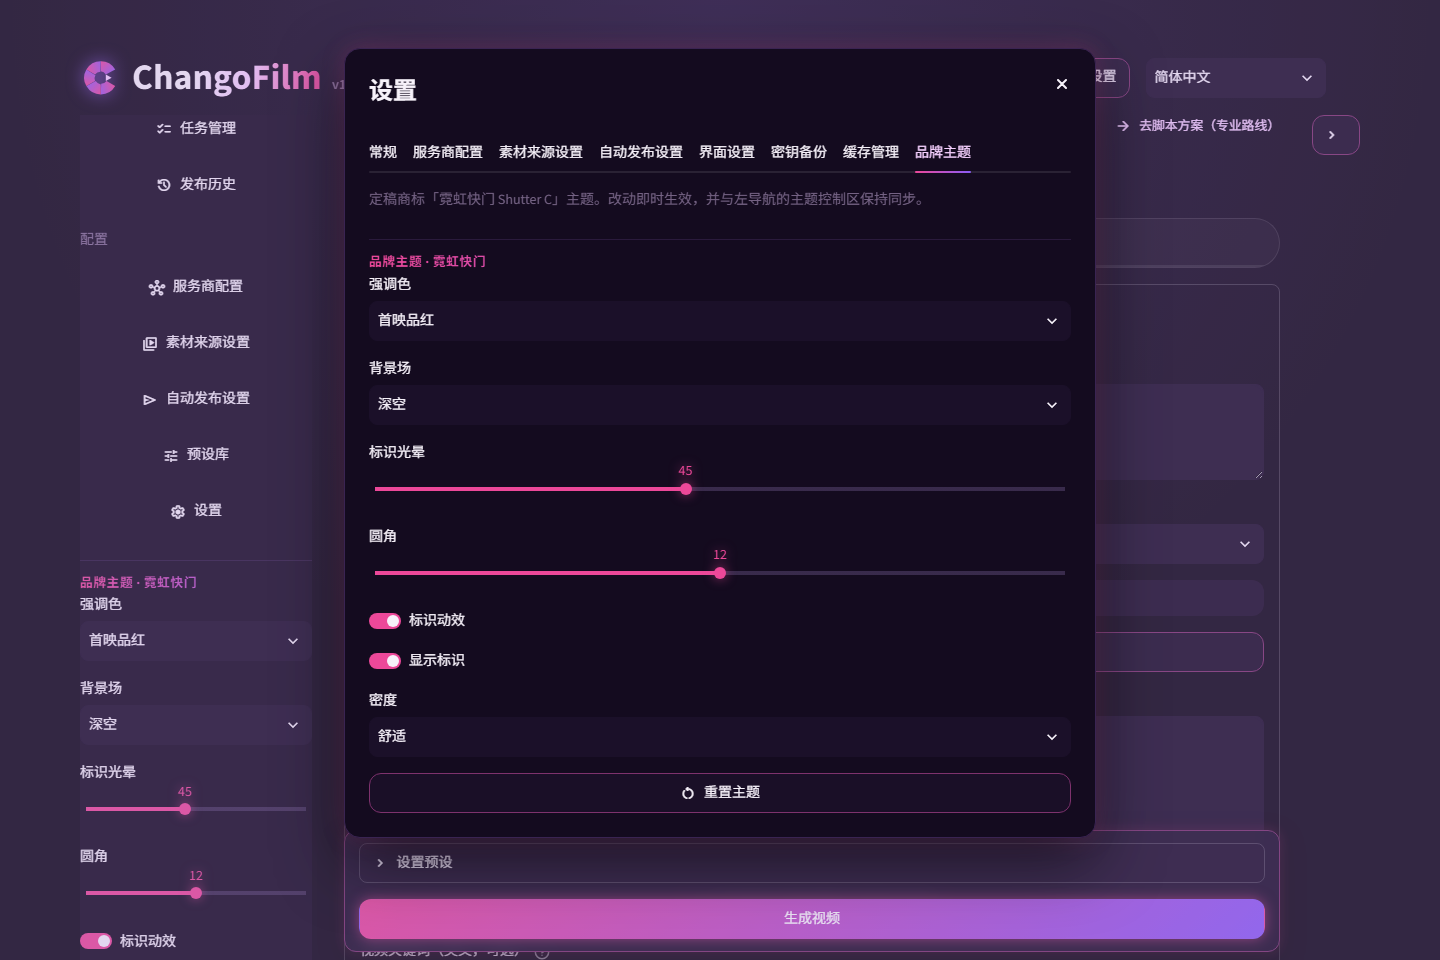 ChangoFilm v1
设置
简体中文
去脚本方案（专业路线）
任务管理
发布历史
配置
服务商配置
素材来源设置
自动发布设置
预设库
设置
品牌主题 · 霓虹快门
强调色
首映品红
背景场
深空
标识光晕
45
圆角
12
标识动效
设置
常规 服务商配置 素材来源设置 自动发布设置 界面设置 密钥备份 缓存管理 品牌主题
定稿商标「霓虹快门 Shutter C」主题。改动即时生效，并与左导航的主题控制区保持同步。
品牌主题 · 霓虹快门
强调色
首映品红
背景场
深空
标识光晕
45
圆角
12
标识动效
显示标识
密度
舒适
重置主题
设置预设
生成视频